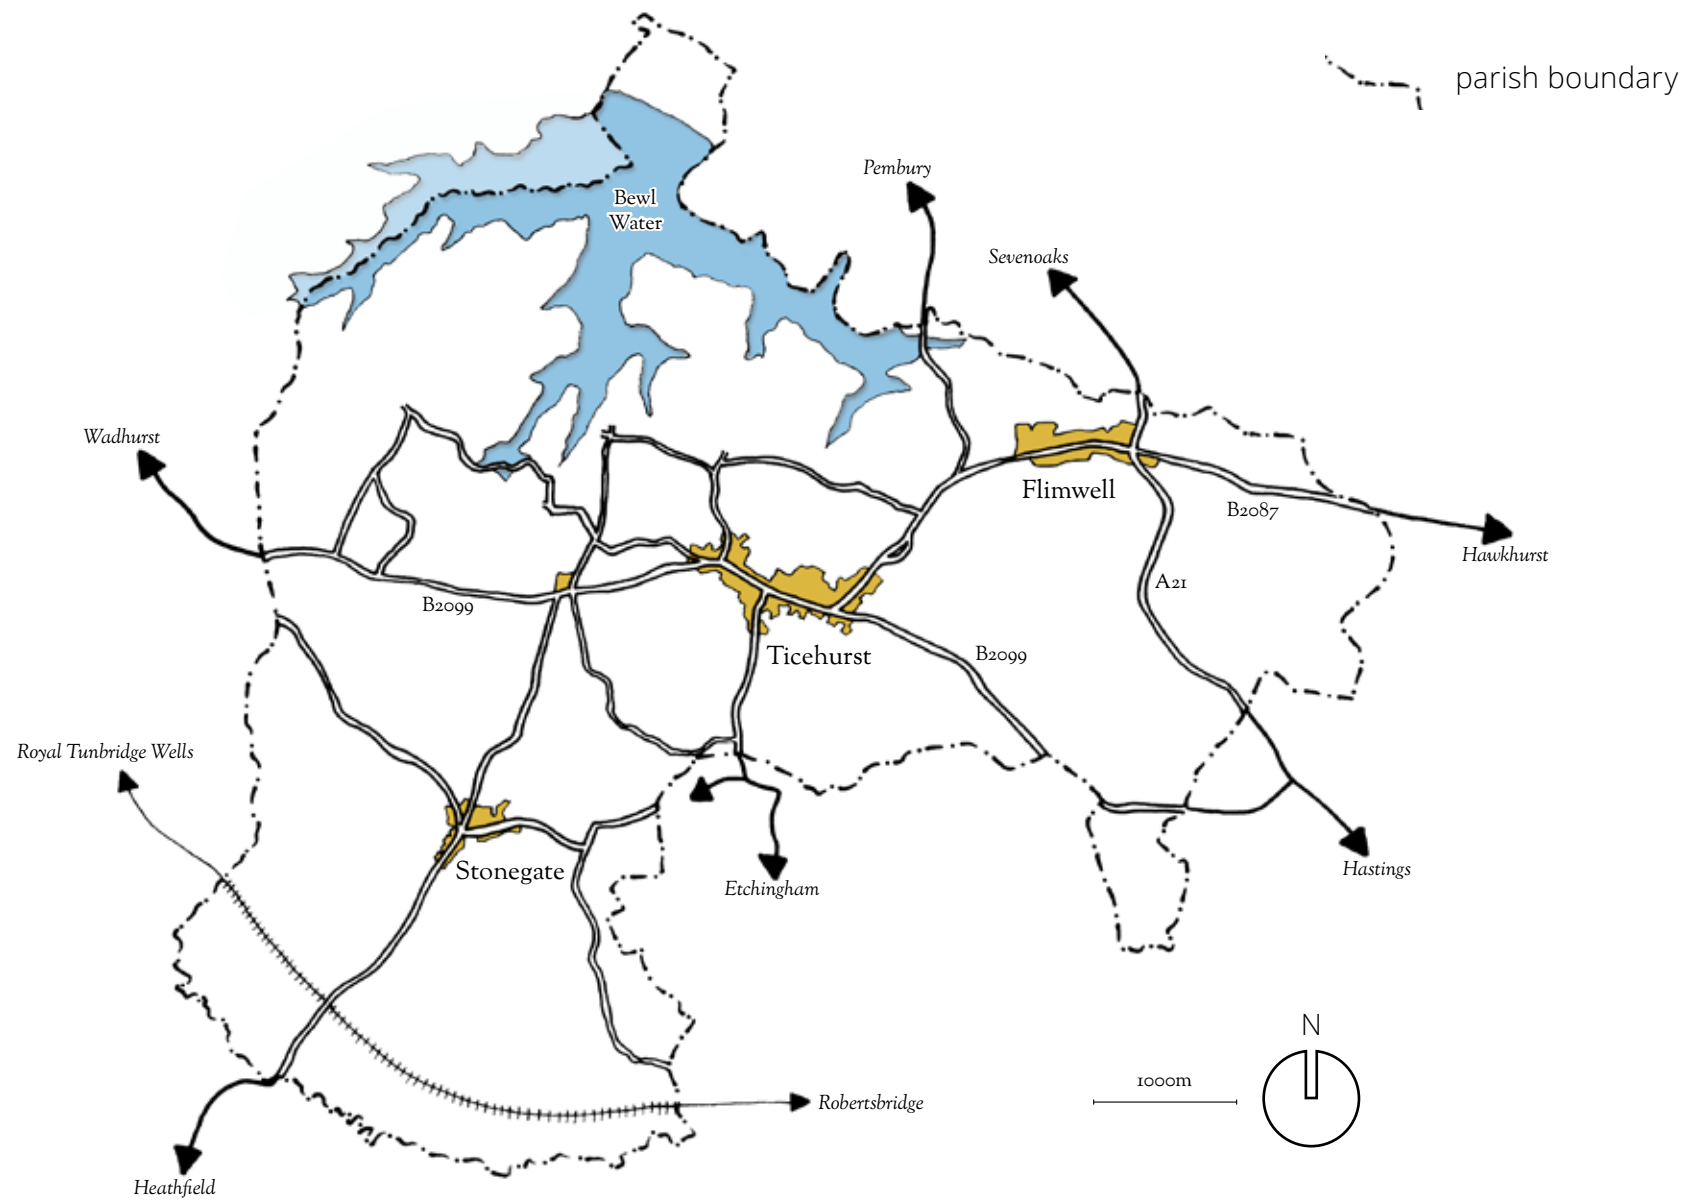 parish boundary
Pembury
Bewl
Water
Sevenoaks
Wadhurst
Flimwell
B2087
Hawkhurst
A21
B2099
Ticehurst
B2099
Royal Tunbridge Wells
Stonegate
Etchingham
Hastings
N
1000m
Robertsbridge
Heathfield